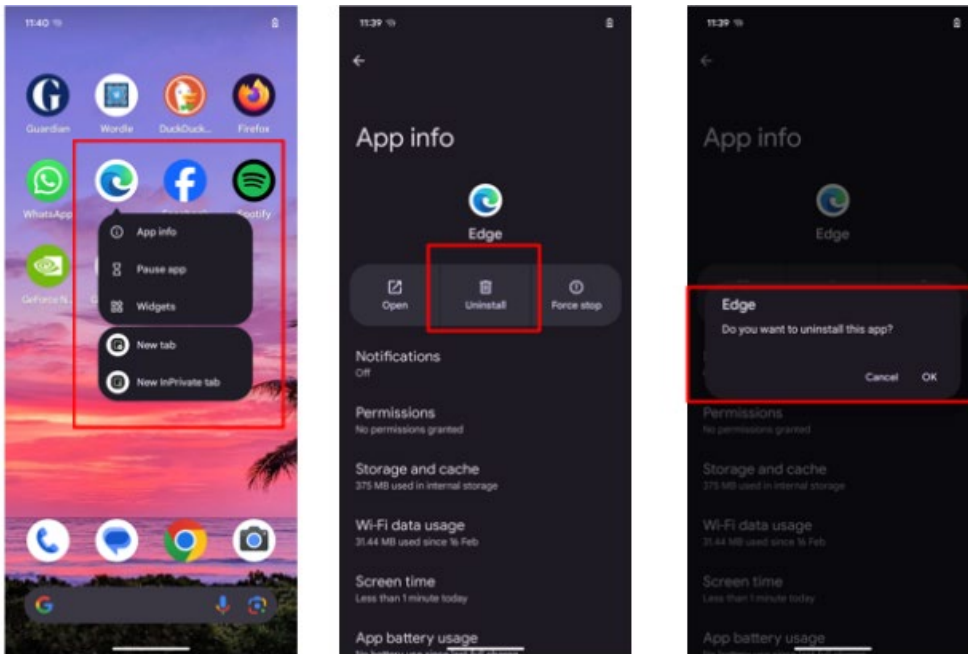 11:40
Guardian
Wordle
DuckDuck...
Firefox
WhatsApp
Spotify
App info
Pause app
Widgets
New tab
New InPrivate tab
11:39
App info
Edge
Open
Uninstall
Force stop
Notifications
Off
Permissions
No permissions granted
Storage and cache
375 MB used in internal storage
Wi-Fi data usage
31.44 MB used since 16 Feb
Screen time
Less than 1 minute today
App battery usage
11:39
App info
Edge
Edge
Do you want to uninstall this app?
Cancel
OK
Permissions
No permissions granted
Storage and cache
375 MB used in internal storage
Wi-Fi data usage
31.44 MB used since 16 Feb
Screen time
Less than 1 minute today
App battery usage